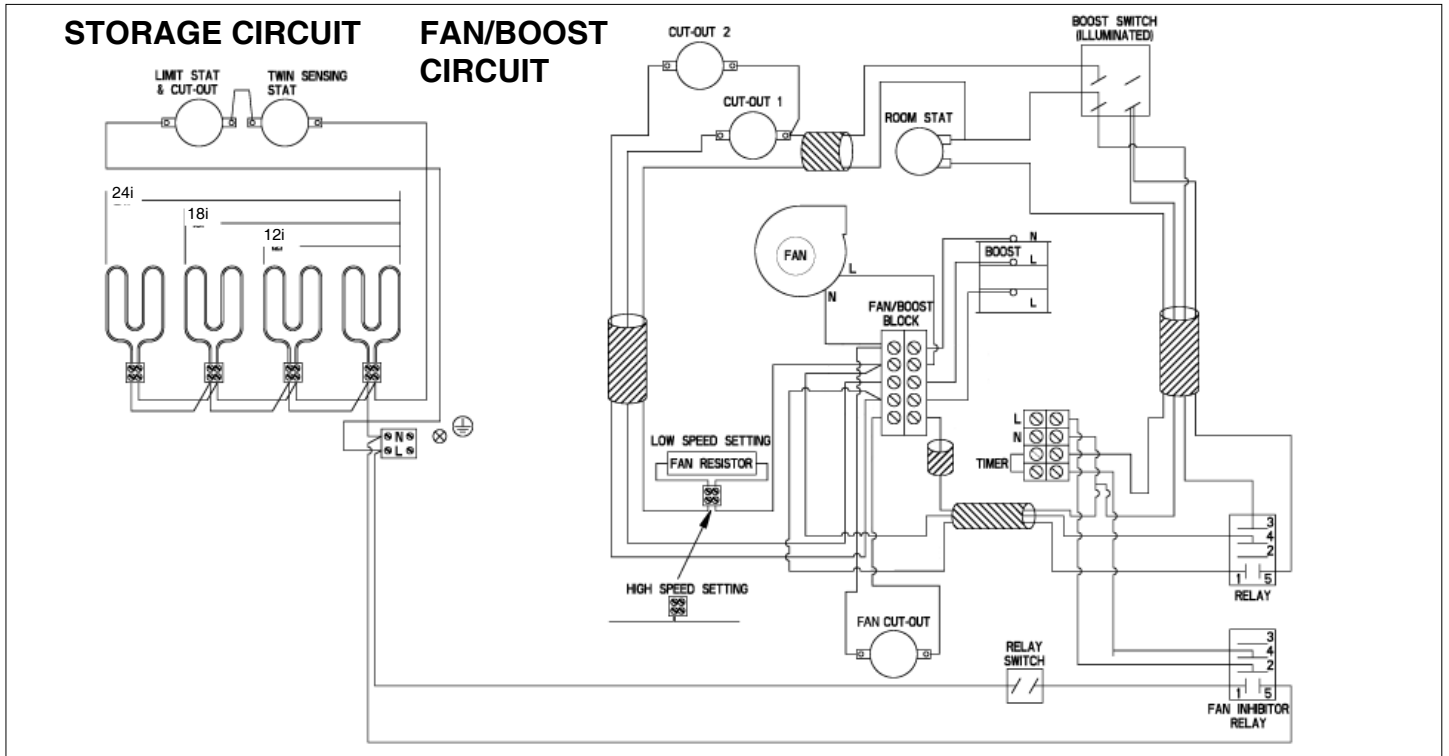 STORAGE CIRCUIT
FAN/BOOST
CIRCUIT
LIMIT STAT
& CUT-OUT
TWIN SENSING
STAT
CUT-OUT 2
CUT-OUT 1
BOOST SWITCH
(ILLUMINATED)
ROOM STAT
24i
18i
12i
FAN
L
N
BOOST
N
L
L
FAN/BOOST
BLOCK
N
L
LOW SPEED SETTING
FAN RESISTOR
HIGH SPEED SETTING
L
N
TIMER
3
4
2
1 5
RELAY
FAN CUT-OUT
RELAY
SWITCH
3
4
2
1 5
FAN INHIBITOR
RELAY